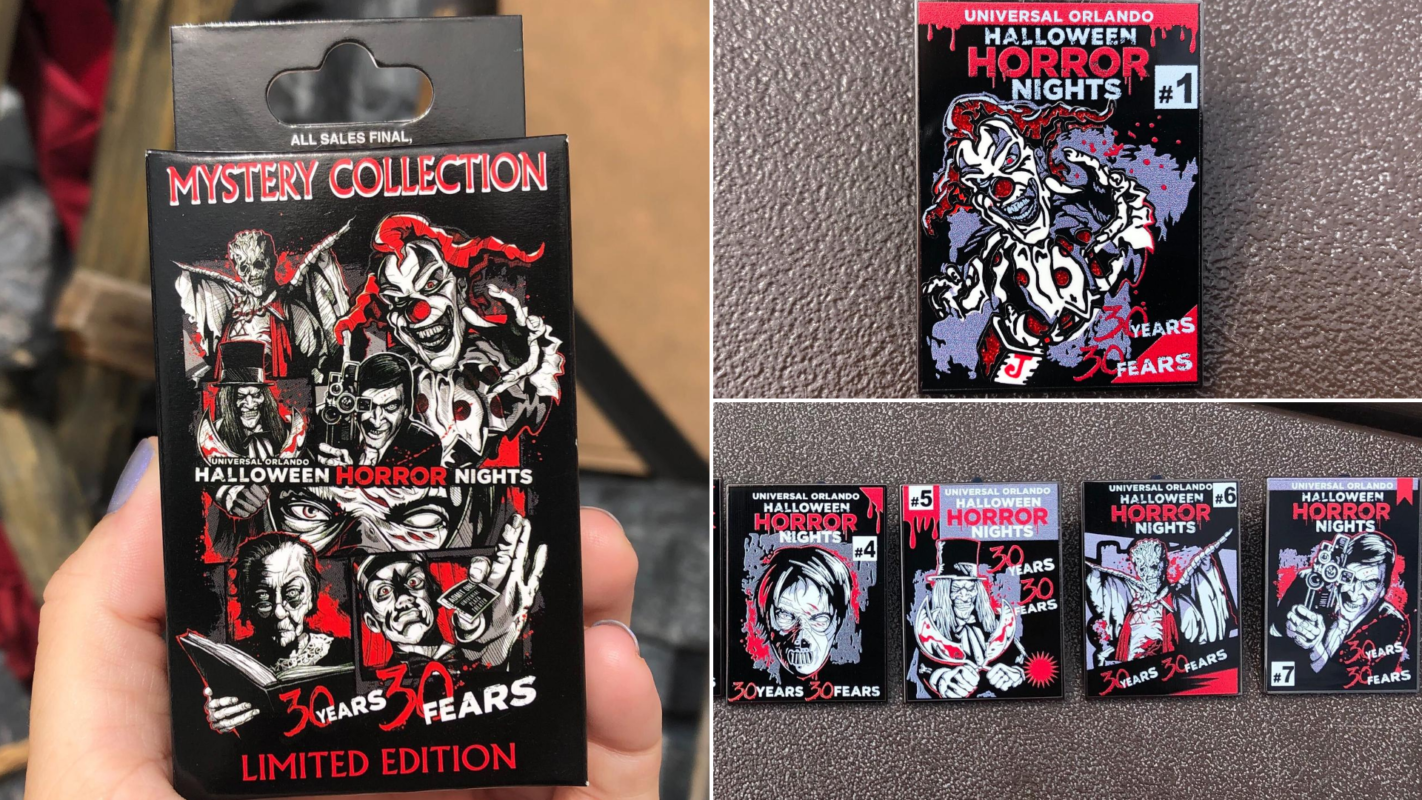 ALL SALES FINAL,
MYSTERY COLLECTION
UNIVERSAL ORLANDO
HALLOWEEN HORROR NIGHTS
30 YEARS 30 FEARS
LIMITED EDITION
UNIVERSAL ORLANDO
HALLOWEEN
HORROR
NIGHTS
#1
J
30 YEARS
30 FEARS
UNIVERSAL ORLANDO
HALLOWEEN
HORROR
NIGHTS
#4
30 YEARS 30 FEARS
#5
UNIVERSAL ORLANDO
HALLOWEEN
HORROR
NIGHTS
30
YEARS
30
FEARS
UNIVERSAL ORLANDO
HALLOWEEN
#6
HORROR
NIGHTS
30 YEARS 30 FEARS
UNIVERSAL ORLANDO
HALLOWEEN
HORROR
NIGHTS
30 YEARS
30 FEARS
#7